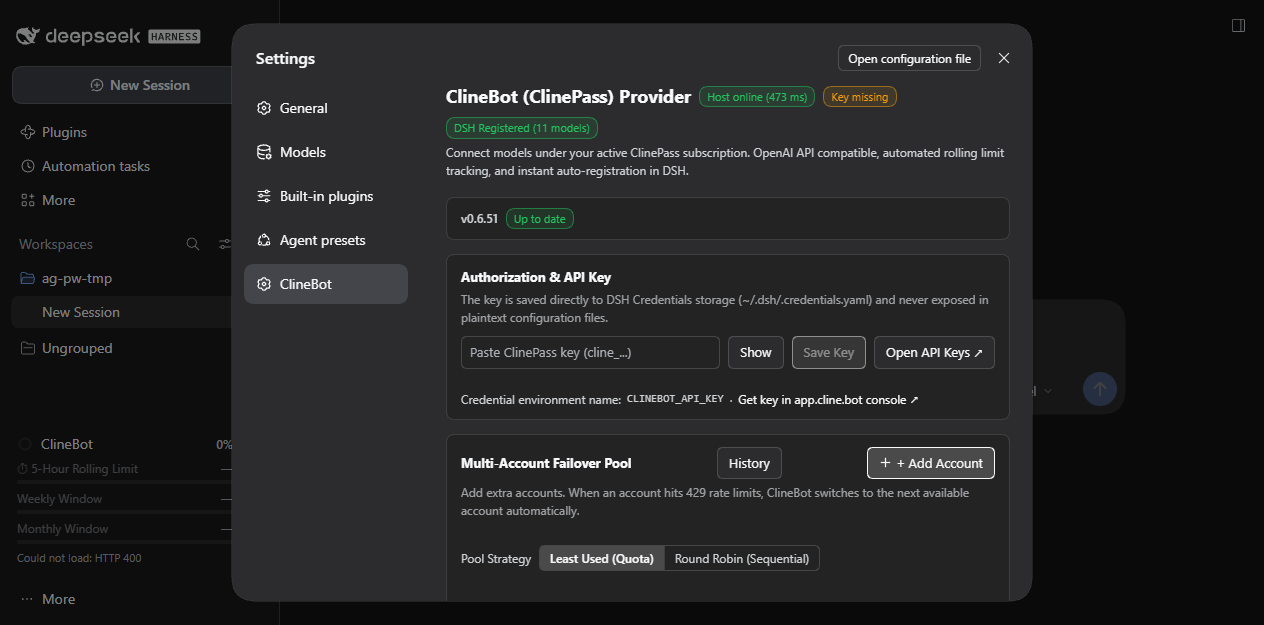 deepseek HARNESS
New Session
Plugins
Automation tasks
More
Workspaces
ag-pw-tmp
New Session
Ungrouped
ClineBot 0%
5-Hour Rolling Limit —
Weekly Window —
Monthly Window —
Could not load: HTTP 400
More
Settings
Open configuration file
General
Models
Built-in plugins
Agent presets
ClineBot
ClineBot (ClinePass) Provider Host online (473 ms) Key missing
DSH Registered (11 models)
Connect models under your active ClinePass subscription. OpenAI API compatible, automated rolling limit
tracking, and instant auto-registration in DSH.
v0.6.51 Up to date
Authorization & API Key
The key is saved directly to DSH Credentials storage (~/.dsh/.credentials.yaml) and never exposed in
plaintext configuration files.
Paste ClinePass key (cline_...) Show Save Key Open API Keys ↗
Credential environment name: CLINEBOT_API_KEY · Get key in app.cline.bot console ↗
Multi-Account Failover Pool History + + Add Account
Add extra accounts. When an account hits 429 rate limits, ClineBot switches to the next available
account automatically.
Pool Strategy Least Used (Quota) Round Robin (Sequential)